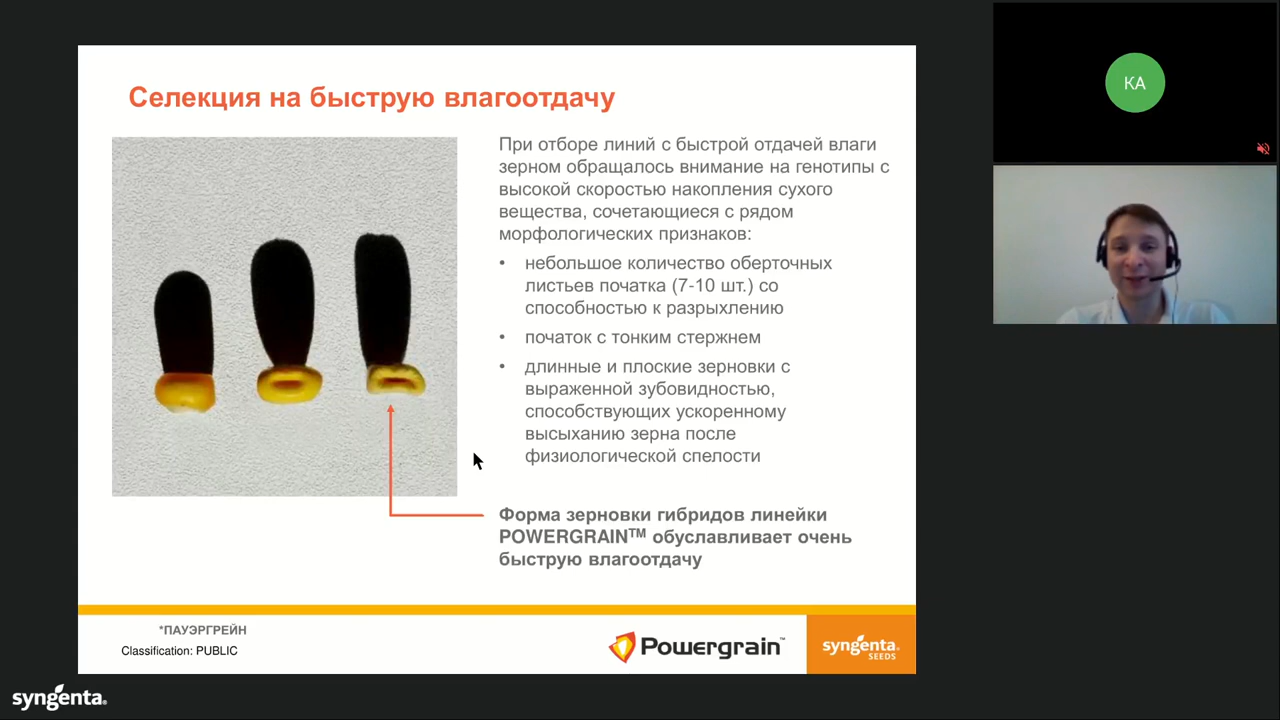 Селекция на быструю влагоотдачу
При отборе линий с быстрой отдачей влаги
зерном обращалось внимание на генотипы с
высокой скоростью накопления сухого
вещества, сочетающиеся с рядом
морфологических признаков:
• небольшое количество оберточных
листьев початка (7-10 шт.) со
способностью к разрыхлению
• початок с тонким стержнем
• длинные и плоские зерновки с
выраженной зубовидностью,
способствующих ускоренному
высыханию зерна после
физиологической спелости
Форма зерновки гибридов линейки
POWERGRAIN™ обуславливает очень
быструю влагоотдачу
*ПАУЭРГРЕЙН
Classification: PUBLIC
Powergrain™
syngenta®
SEEDS
KA
syngenta®